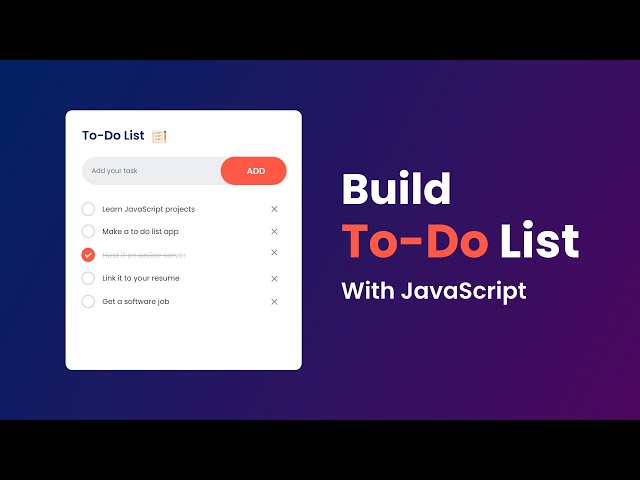 To-Do List
Add your task
ADD
Learn JavaScript projects
Make a to do list app
Host it on online server
Link it to your resume
Get a software job
Build
To-Do List
With JavaScript